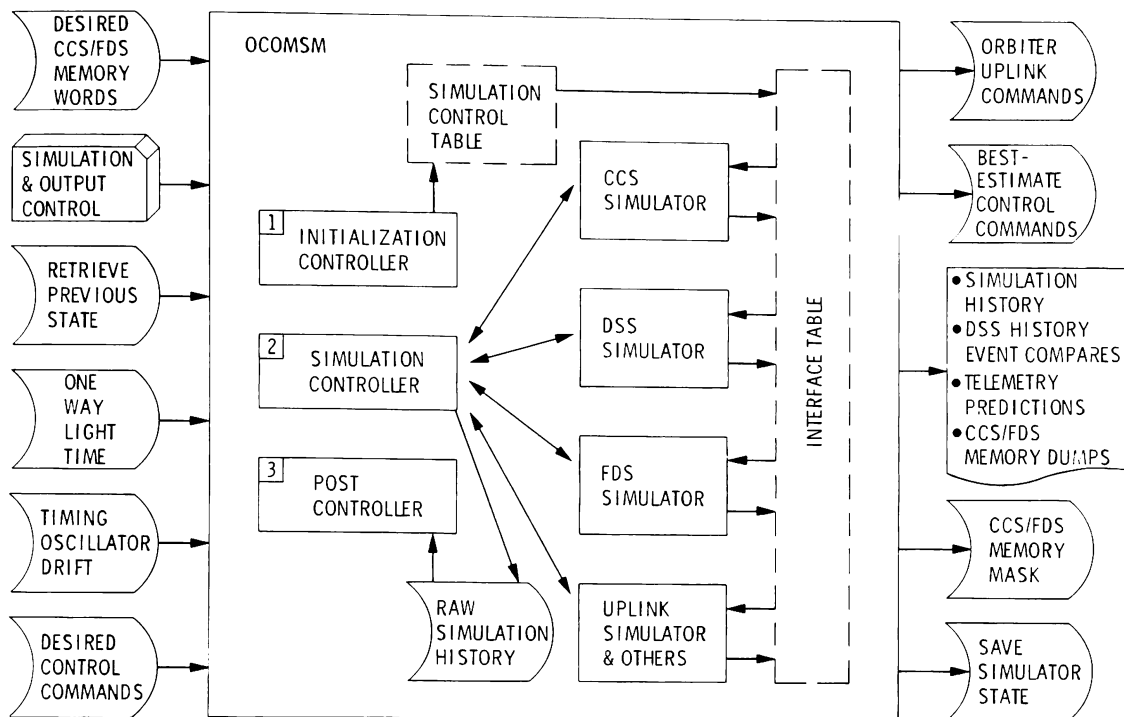 DESIRED
CCS/FDS
MEMORY
WORDS
SIMULATION
& OUTPUT
CONTROL
RETRIEVE
PREVIOUS
STATE
ONE
WAY
LIGHT
TIME
TIMING
OSCILLATOR
DRIFT
DESIRED
CONTROL
COMMANDS
OCOMSM
SIMULATION
CONTROL
TABLE
1
INITIALIZATION
CONTROLLER
2
SIMULATION
CONTROLLER
3
POST
CONTROLLER
RAW
SIMULATION
HISTORY
CCS
SIMULATOR
DSS
SIMULATOR
FDS
SIMULATOR
UPLINK
SIMULATOR
& OTHERS
INTERFACE TABLE
ORBITER
UPLINK
COMMANDS
BEST-
ESTIMATE
CONTROL
COMMANDS
● SIMULATION
HISTORY
● DSS HISTORY
EVENT COMPARES
● TELEMETRY
PREDICTIONS
● CCS/FDS
MEMORY DUMPS
CCS/FDS
MEMORY
MASK
SAVE
SIMULATOR
STATE